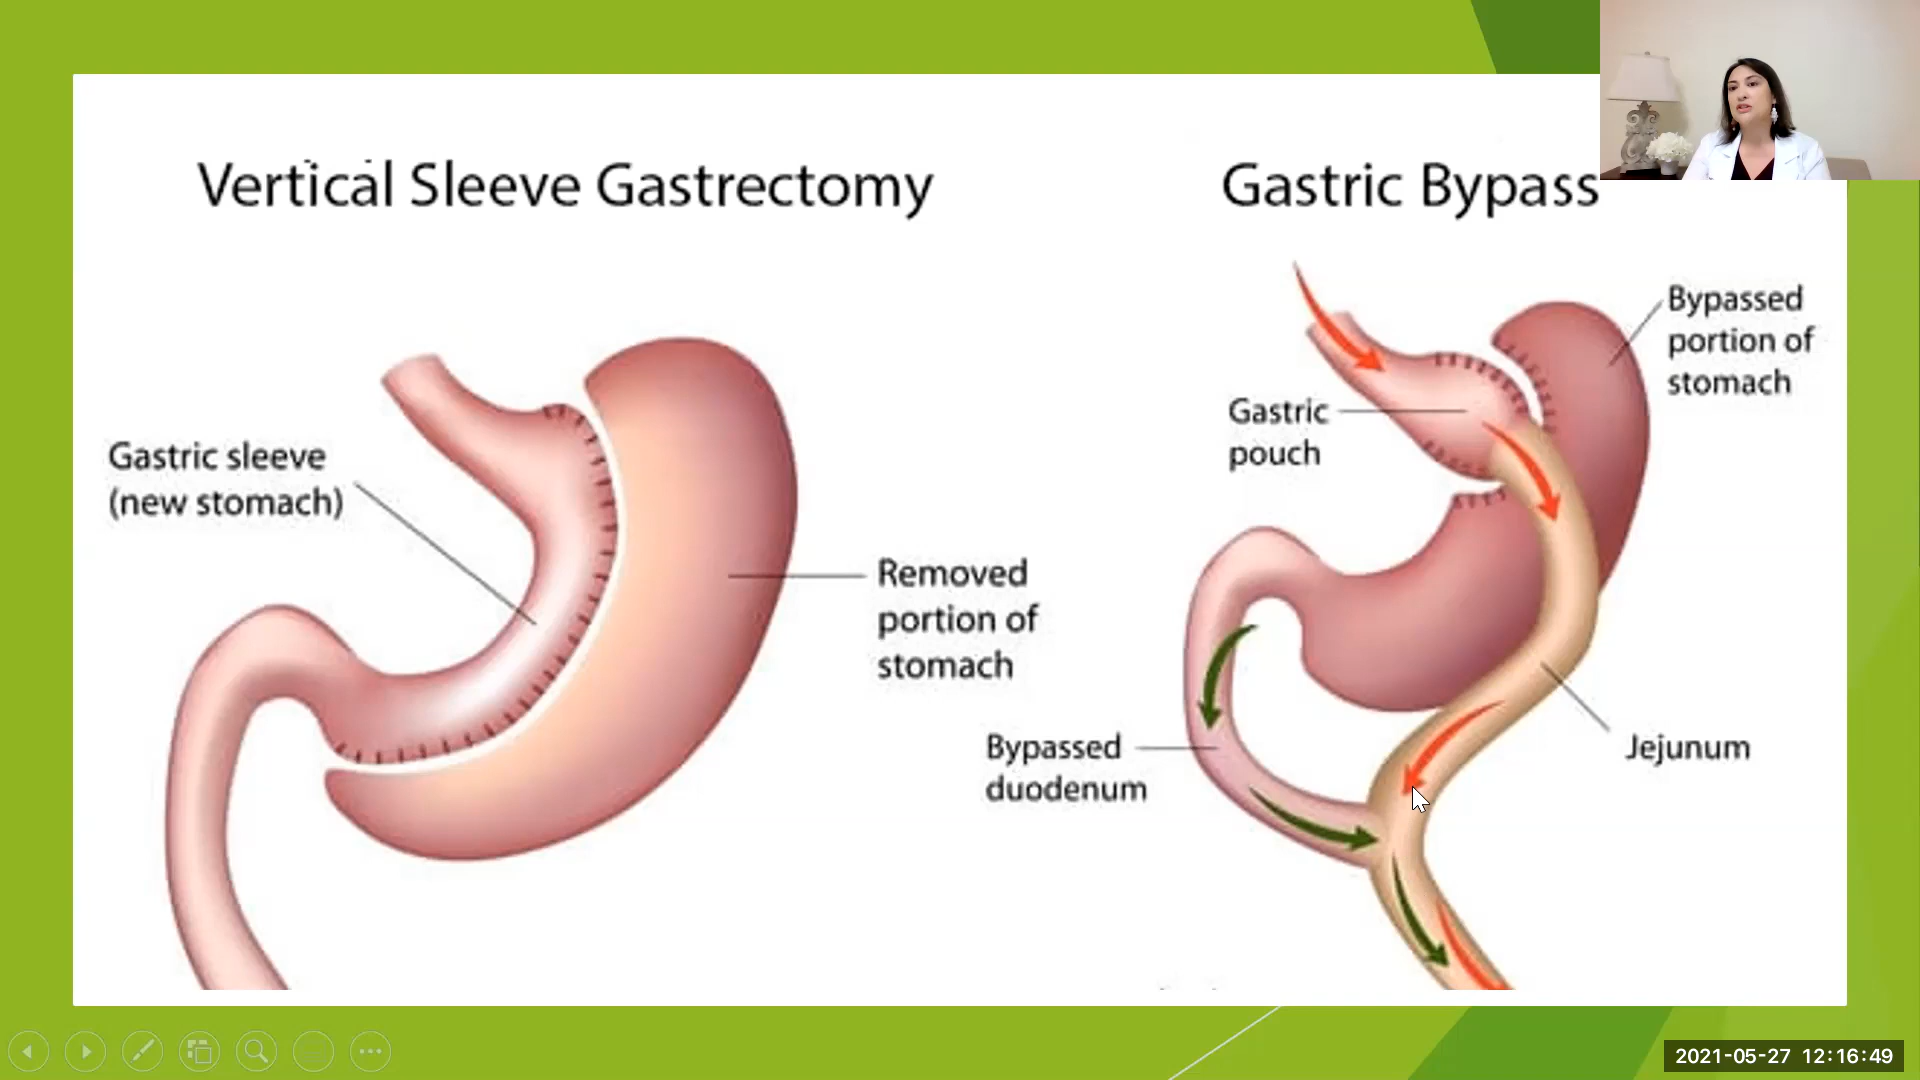 Vertical Sleeve Gastrectomy
Gastric Bypass
Gastric sleeve
(new stomach)
Removed
portion of
stomach
Bypassed
portion of
stomach
Gastric
pouch
Bypassed
duodenum
Jejunum
2021-05-27 12:16:49